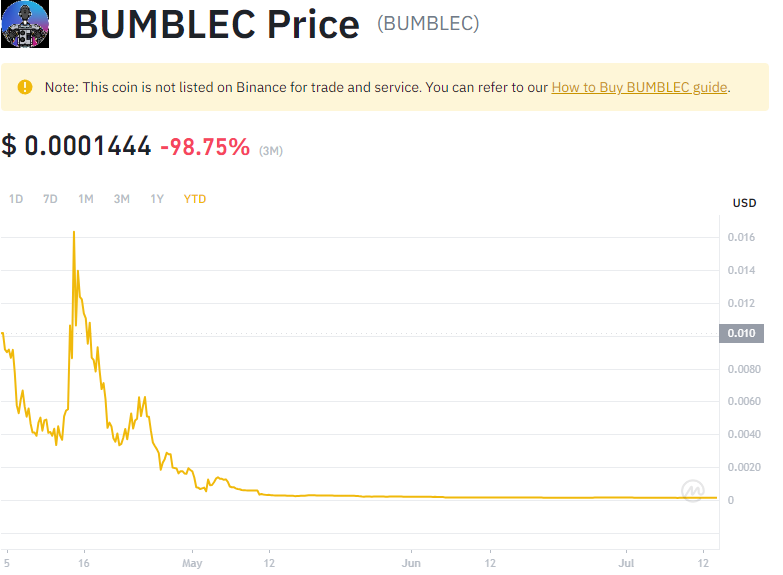 BUMBLEC Price (BUMBLEC)
Note: This coin is not listed on Binance for trade and service. You can refer to our How to Buy BUMBLEC guide.
$ 0.0001444 -98.75% (3M)
1D 7D 1M 3M 1Y YTD
USD
0.016
0.014
0.012
0.010
0.0080
0.0060
0.0040
0.0020
0
5 16 May 12 Jun 12 Jul 12